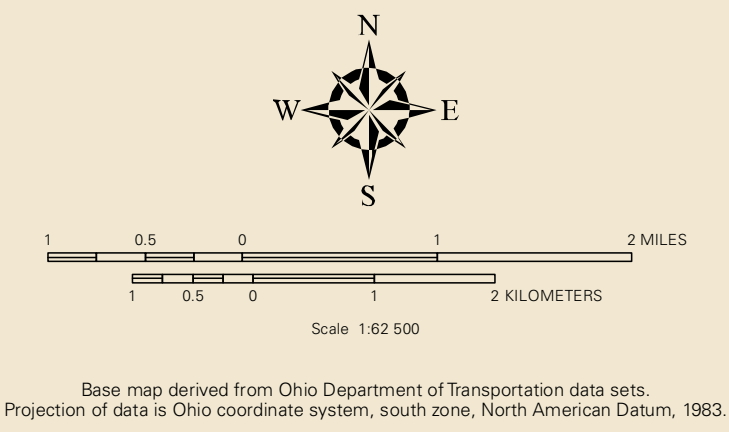 N
W E
S
1 0.5 0 1 2 MILES
1 0.5 0 1 2 KILOMETERS
Scale 1:62 500
Base map derived from Ohio Department of Transportation data sets.
Projection of data is Ohio coordinate system, south zone, North American Datum, 1983.